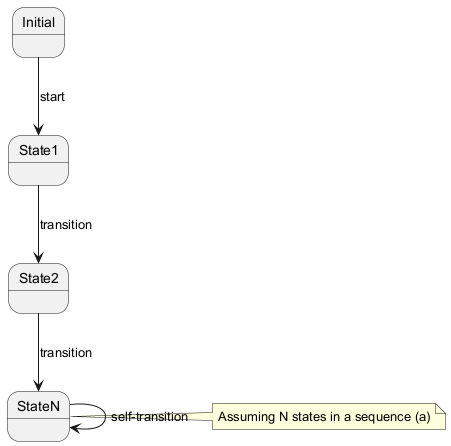 Initial
start
State1
transition
State2
transition
StateN
self-transition
Assuming N states in a sequence (a)